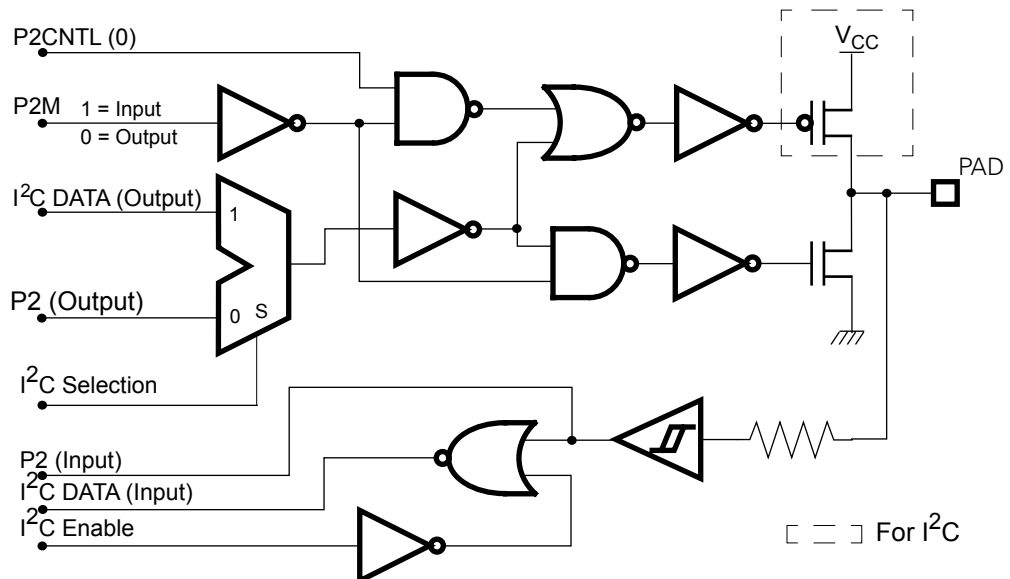 P2CNTL (0)
VCC
P2M
1 = Input
0 = Output
PAD
I2C DATA (Output)
1
P2 (Output)
0
S
I2C Selection
P2 (Input)
I2C DATA (Input)
I2C Enable
For I2C